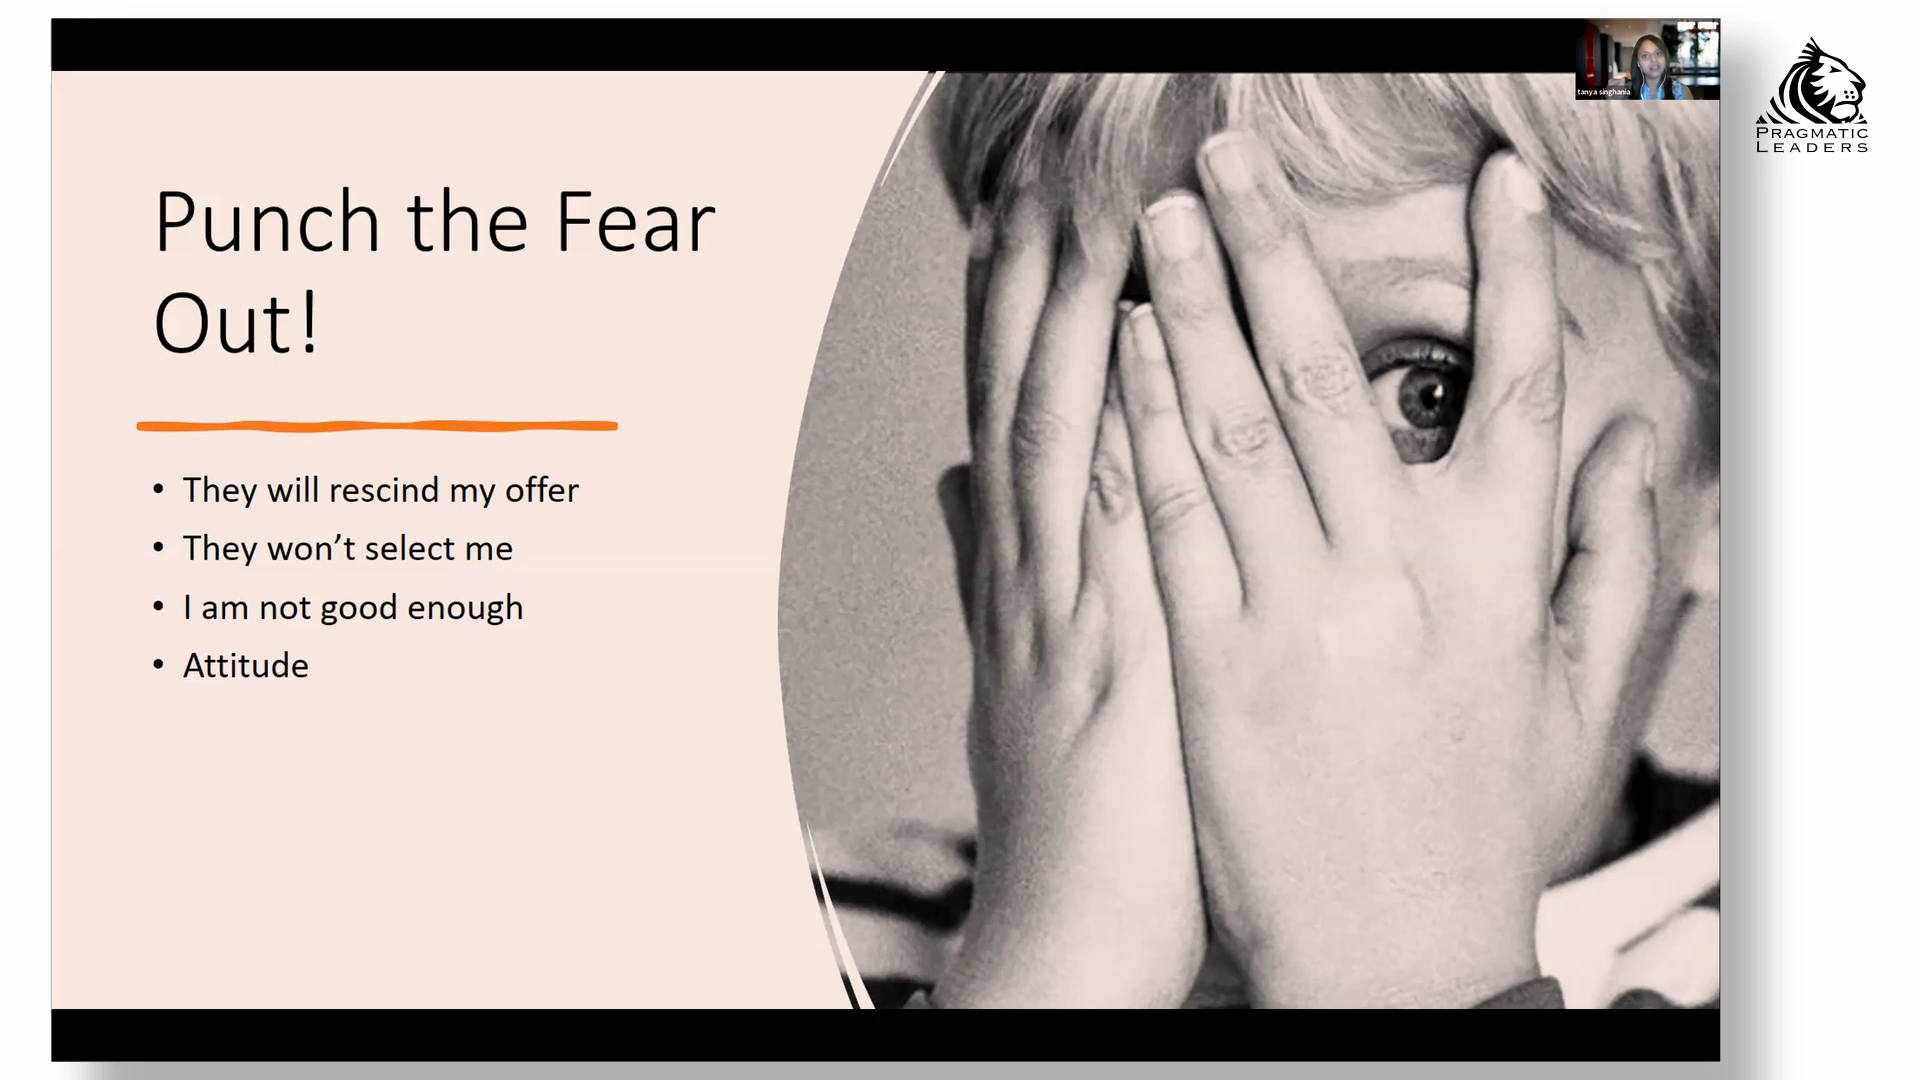 tanya singhania
PRAGMATIC
LEADERS
Punch the Fear
Out!
• They will rescind my offer
• They won’t select me
• I am not good enough
• Attitude